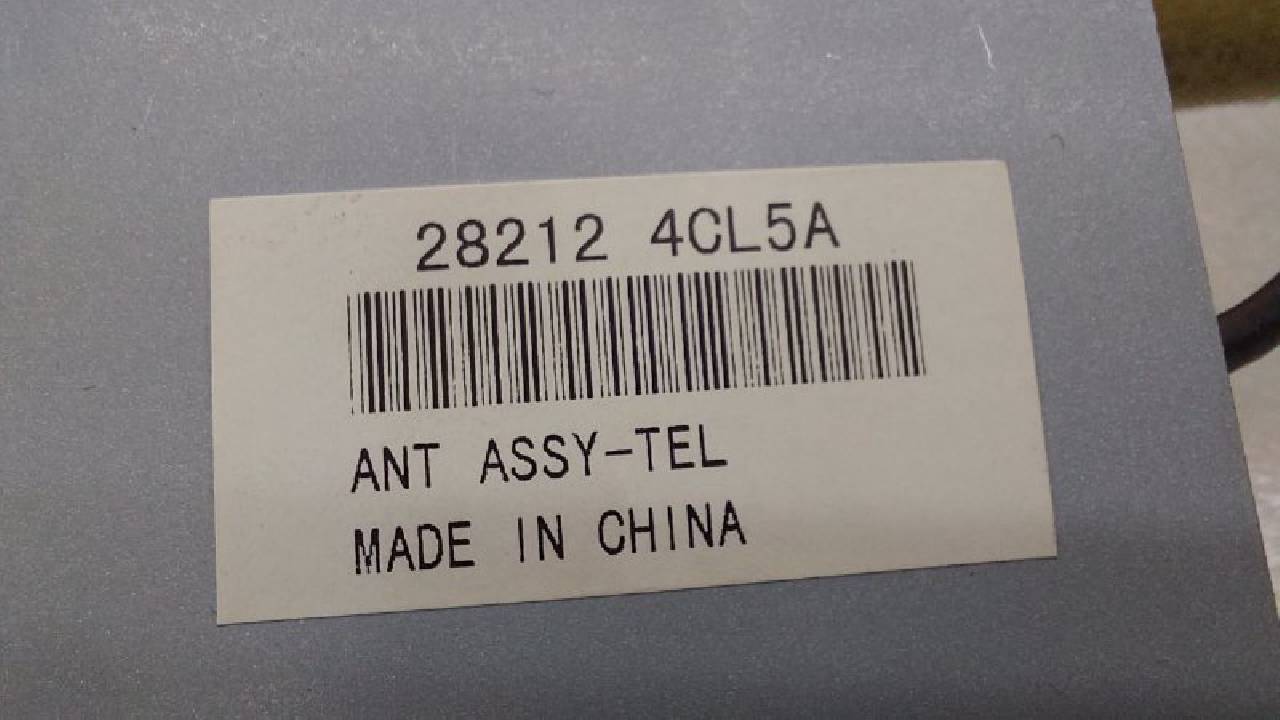 28212 4CL5A
ANT ASSY-TEL
MADE IN CHINA